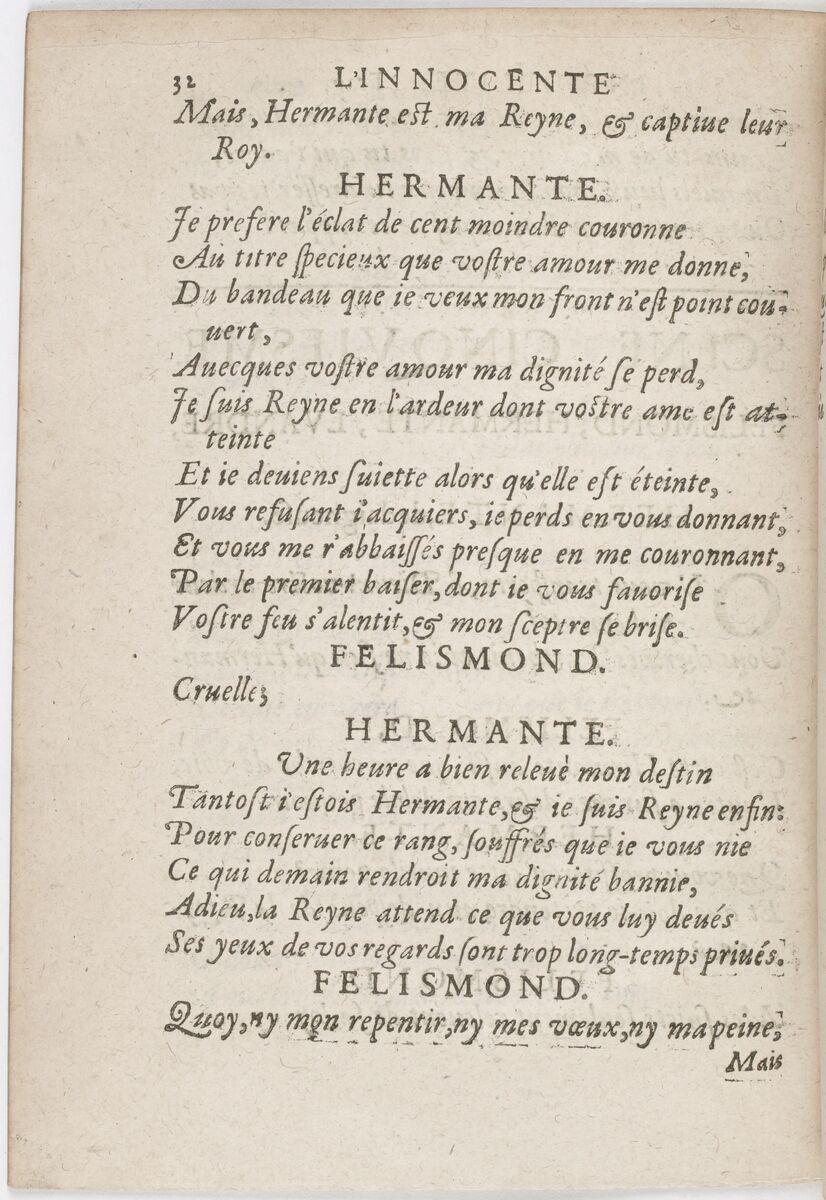 32 L'INNOCENTE
Mais, Hermante est ma Reyne, & captiue leur
Roy.
HERMANTE.
Je prefere l'éclat de cent moindre couronne
Au titre ſpecieux que voſtre amour me donne,
Du bandeau que ie veux mon front n'eſt point cou-
uert,
Auecques voſtre amour ma dignité ſe perd,
Je ſuis Reyne en l'ardeur dont voſtre ame eſt at-
teinte
Et ie deuiens ſuiette alors qu'elle eſt éteinte,
Vous refuſant i'acquiers, ie perds en vous donnant,
Et vous me r'abbaiſſés preſque en me couronnant,
Par le premier baiſer, dont ie vous fauoriſe
Voſtre feu s'alentit, & mon ſceptre ſe briſe.
FELISMOND.
Cruelle;
HERMANTE.
Une heure a bien releuè mon deſtin
Tantoſt i'eſtois Hermante, & ie ſuis Reyne enfin:
Pour conſeruer ce rang, ſouffrés que ie vous nie
Ce qui demain rendroit ma dignité bannie,
Adieu, la Reyne attend ce que vous luy deués
Ses yeux de vos regards ſont trop long-temps priués.
FELISMOND.
Quoy, ny mon repentir, ny mes vœux, ny ma peine,
Mais